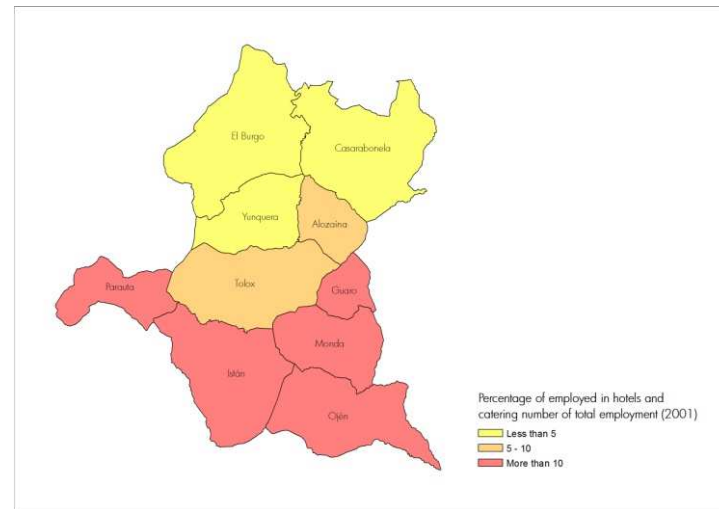 El Burgo
Casarabonela
Yunquera
Alozaina
Parauta
Tolox
Guaro
Monda
Istán
Ojén
Percentage of employed in hotels and
catering number of total employment (2001)
Less than 5
5 - 10
More than 10